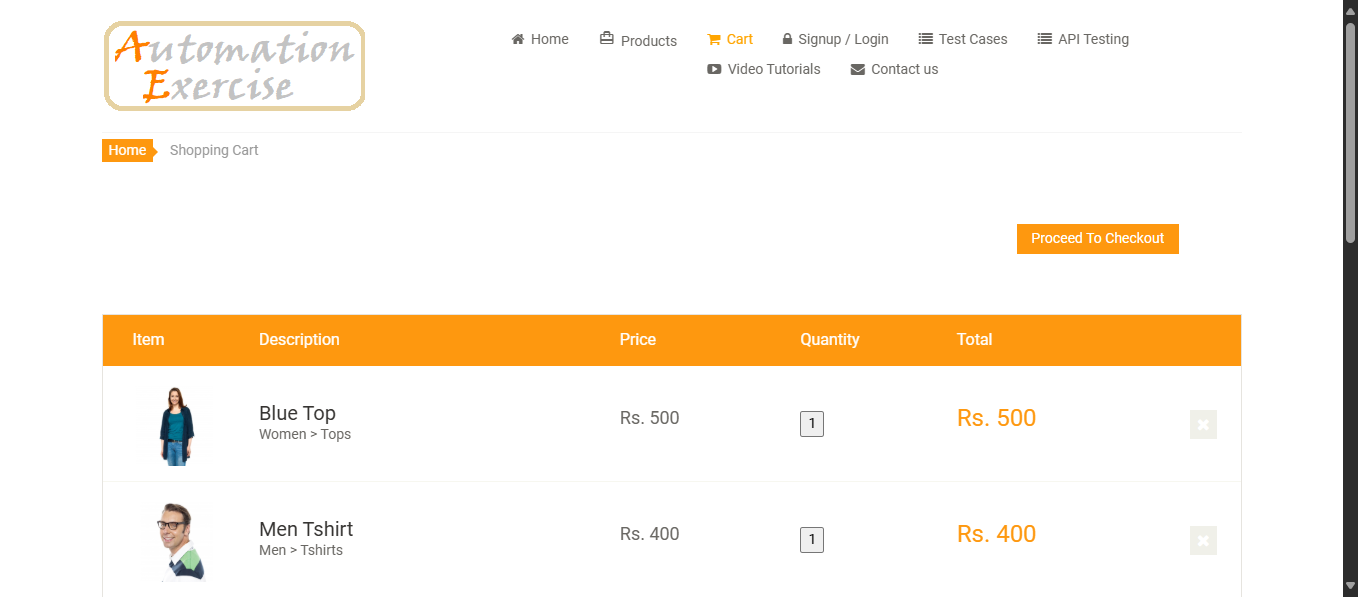 Automation
Exercise
Home
Products
Cart
Signup / Login
Test Cases
API Testing
Video Tutorials
Contact us
Home
Shopping Cart
Proceed To Checkout
Item Description Price Quantity Total
Blue Top
Women > Tops
Rs. 500
1
Rs. 500
Men Tshirt
Men > Tshirts
Rs. 400
1
Rs. 400